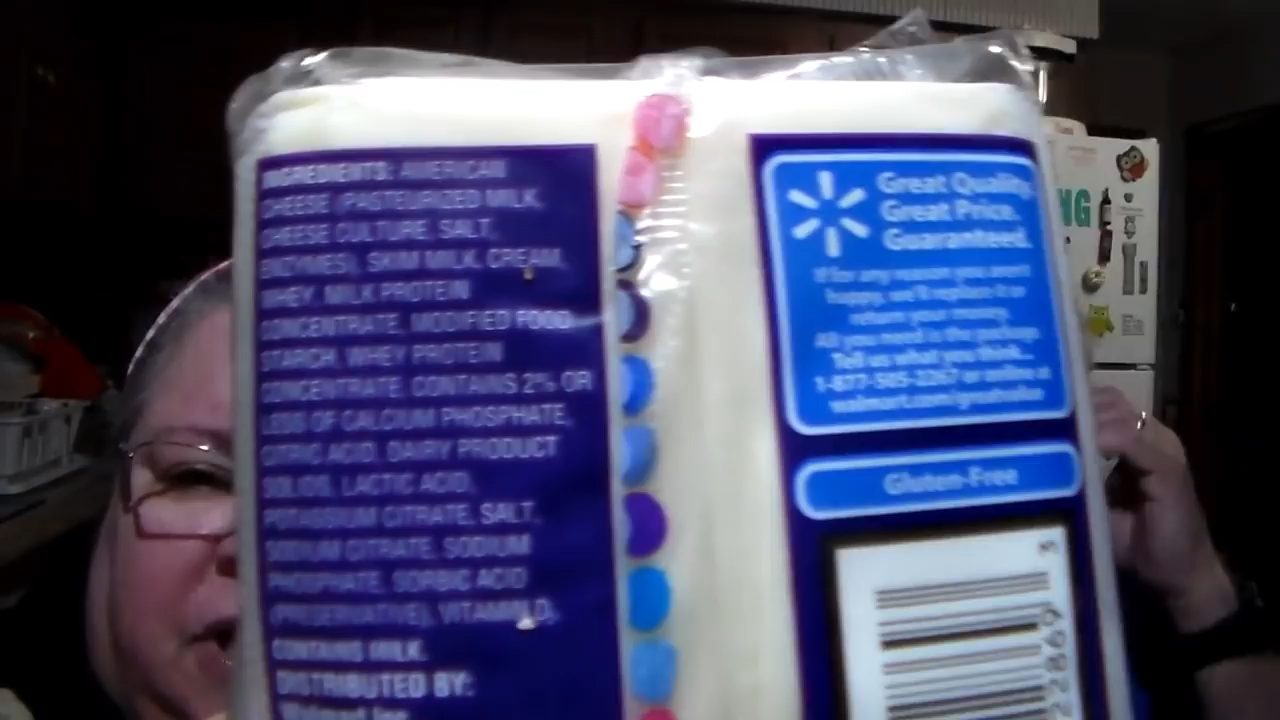 INGREDIENTS: AMERICAN
CHEESE (PASTEURIZED MILK,
CHEESE CULTURE, SALT,
ENZYMES), SKIM MILK, CREAM,
WHEY, MILK PROTEIN
CONCENTRATE, MODIFIED FOOD
STARCH, WHEY PROTEIN
CONCENTRATE, CONTAINS 2% OR
LESS OF CALCIUM PHOSPHATE,
CITRIC ACID, DAIRY PRODUCT
SOLIDS, LACTIC ACID,
POTASSIUM CITRATE, SALT,
SODIUM CITRATE, SODIUM
PHOSPHATE, SORBIC ACID
(PRESERVATIVE), VITAMIN D.
CONTAINS MILK.
DISTRIBUTED BY:
Walmart Inc.
Great Quality.
Great Price.
Guaranteed.
If for any reason you aren't
happy, we'll replace it or
return your money.
All you need is the package.
Tell us what you think...
1-877-505-2267 or online at
walmart.com/greatvalue
Gluten-Free
NG